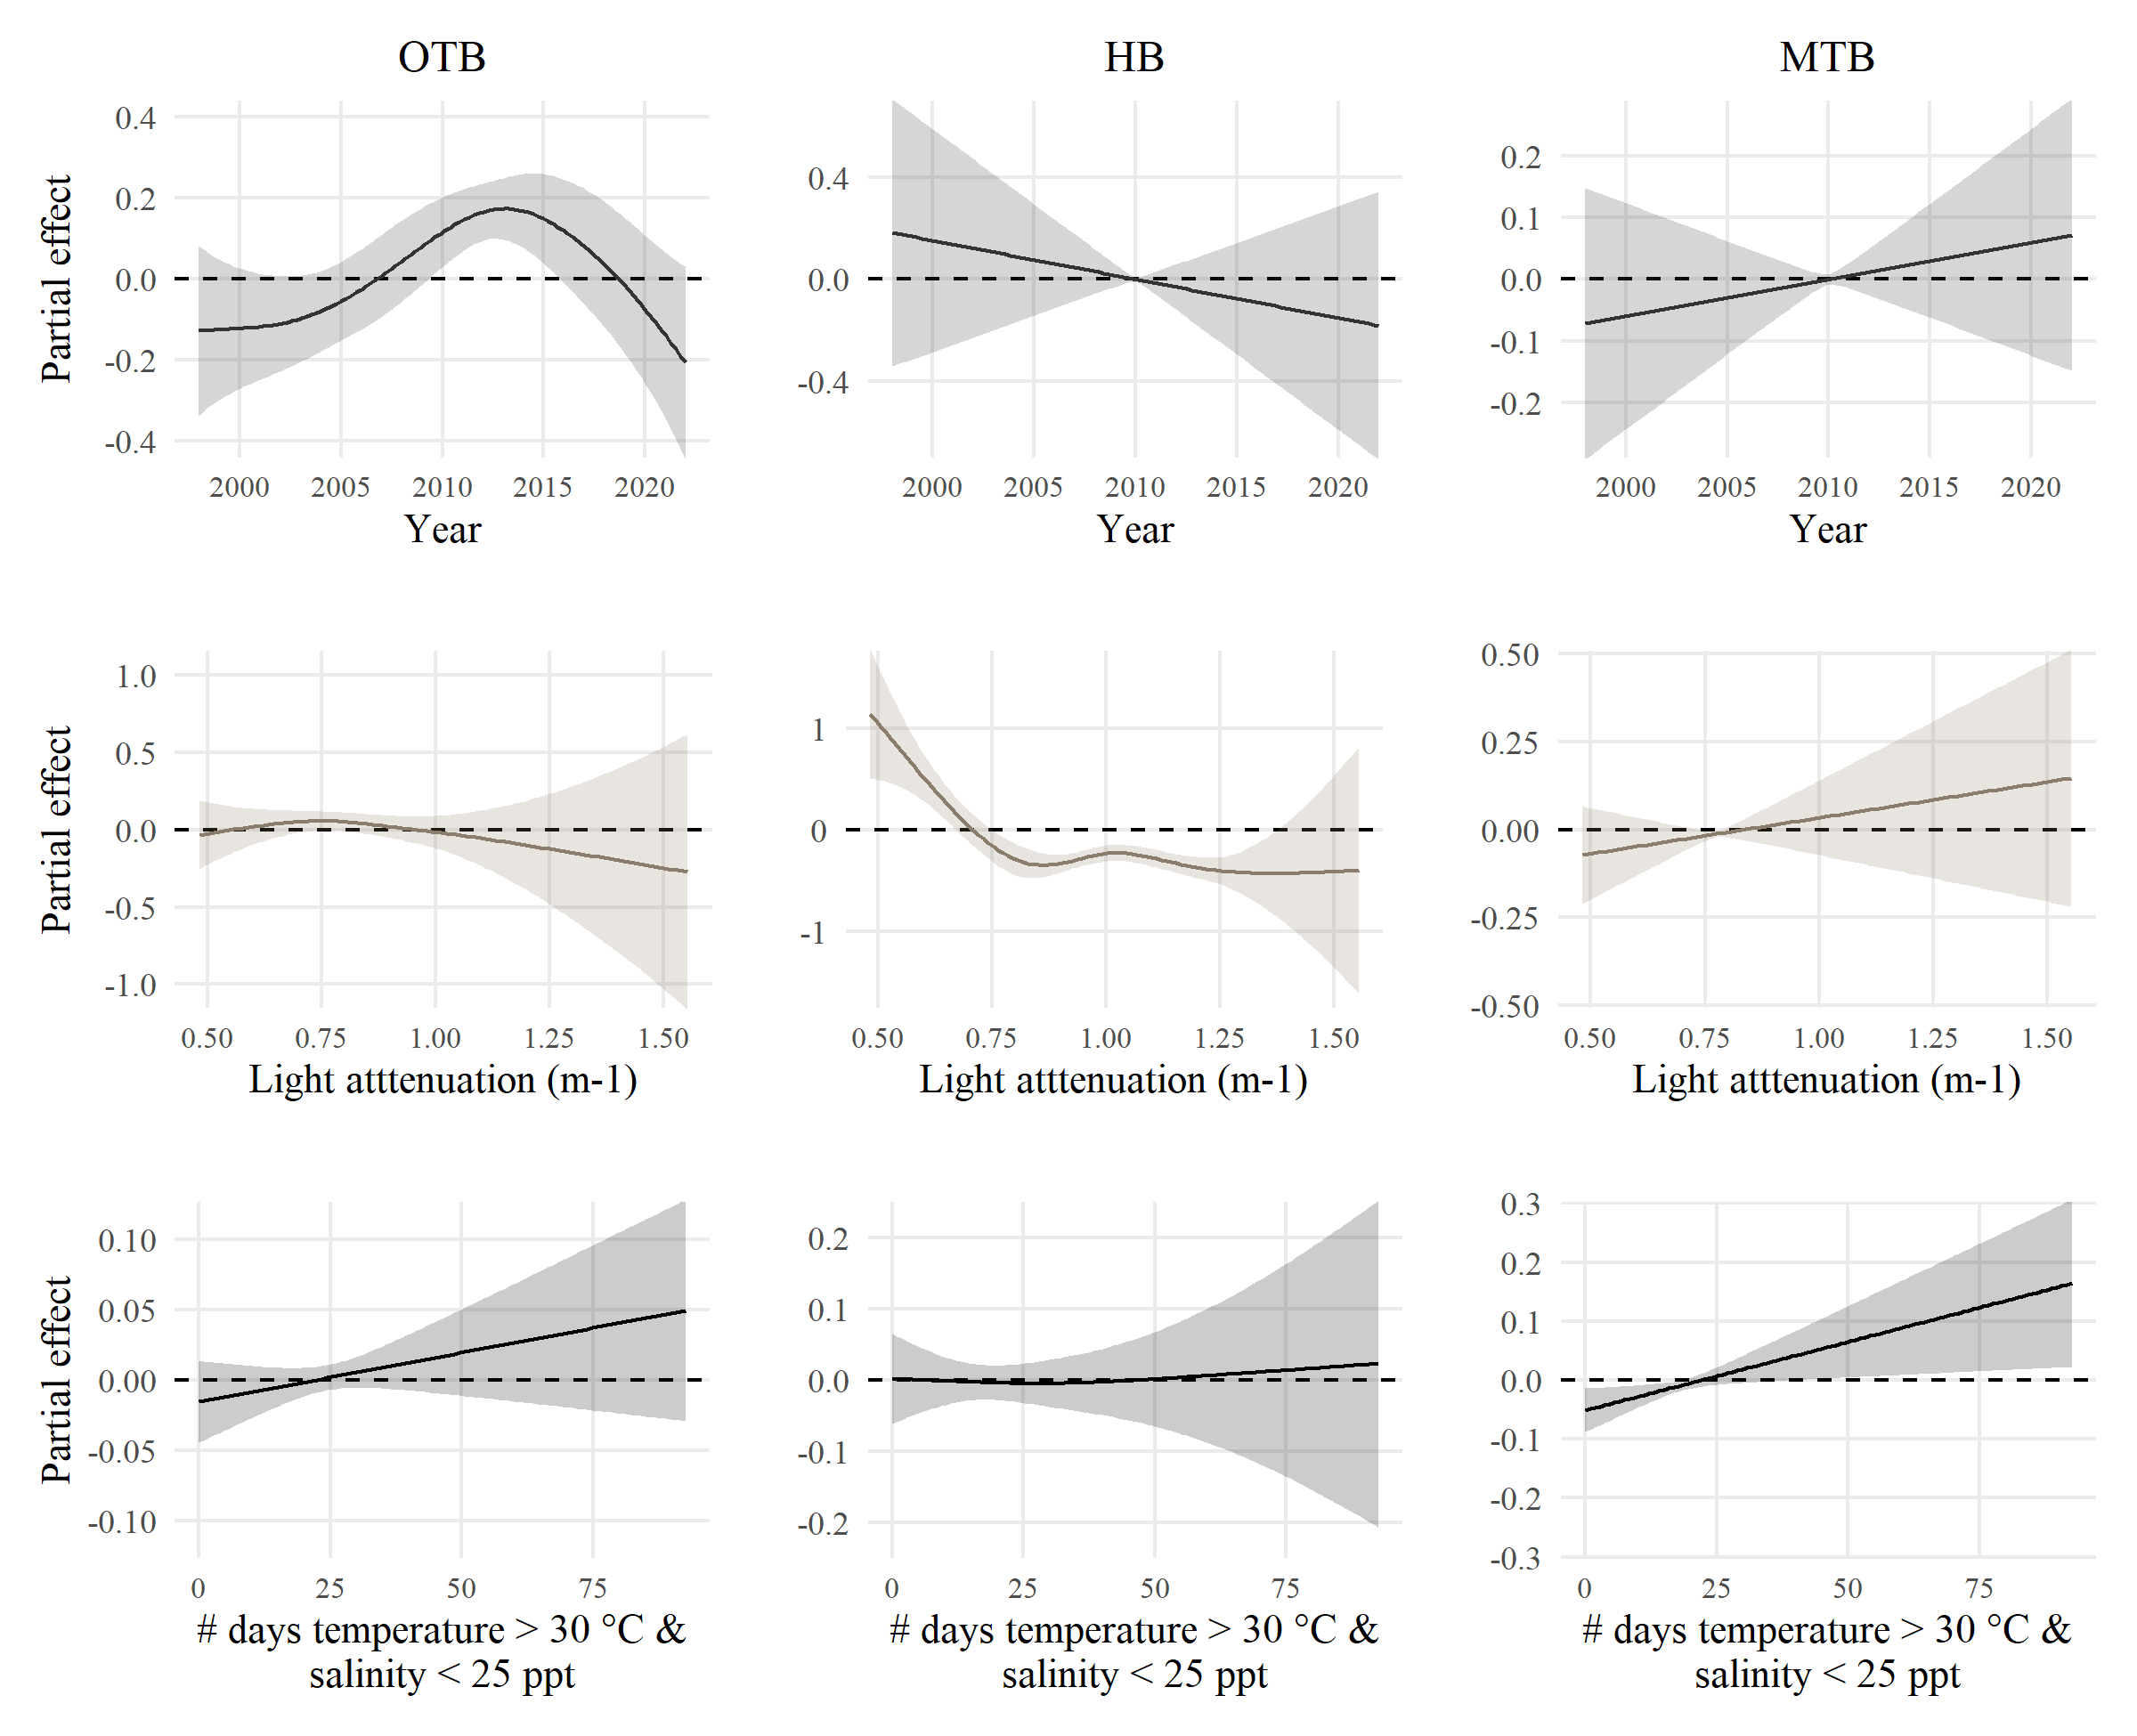 OTB HB MTB
Partial effect
0.4
0.2
0.0
-0.2
-0.4
2000 2005 2010 2015 2020
Year
0.4
0.0
-0.4
2000 2005 2010 2015 2020
Year
0.2
0.1
0.0
-0.1
-0.2
2000 2005 2010 2015 2020
Year
Partial effect
1.0
0.5
0.0
-0.5
-1.0
0.50 0.75 1.00 1.25 1.50
Light atttenuation (m-1)
1
0
-1
0.50 0.75 1.00 1.25 1.50
Light atttenuation (m-1)
0.50
0.25
0.00
-0.25
-0.50
0.50 0.75 1.00 1.25 1.50
Light atttenuation (m-1)
Partial effect
0.10
0.05
0.00
-0.05
-0.10
0 25 50 75
# days temperature > 30 °C &
salinity < 25 ppt
0.2
0.1
0.0
-0.1
-0.2
0 25 50 75
# days temperature > 30 °C &
salinity < 25 ppt
0.3
0.2
0.1
0.0
-0.1
-0.2
-0.3
0 25 50 75
# days temperature > 30 °C &
salinity < 25 ppt